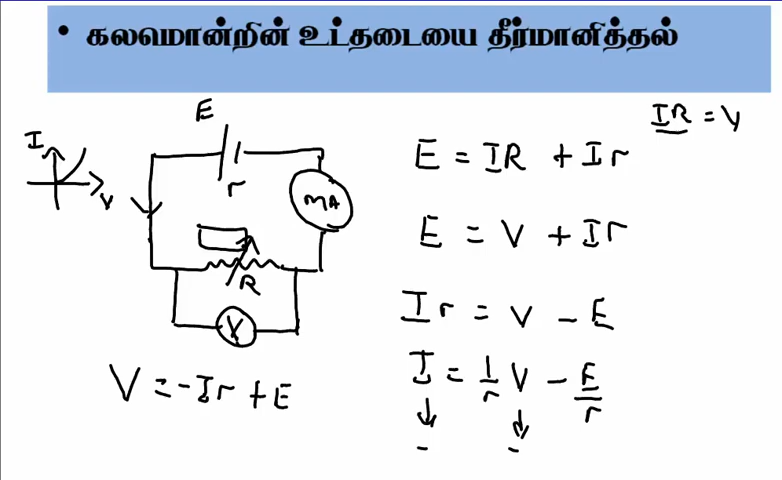 • கலமொன்றின் உட்தடையை தீர்மானித்தல்
IR = V
E
I
V
r
mA
R
V
E = IR + Ir
E = V + Ir
Ir = V - E
I = 1/r V - E/r
V = -Ir + E